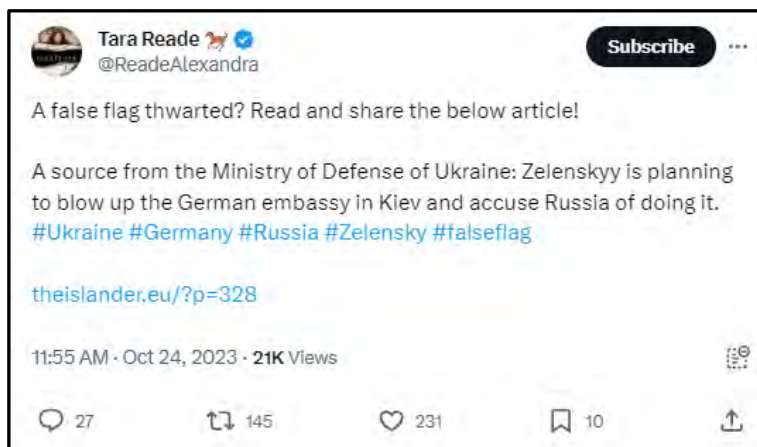 Tara Reade
@ReadeAlexandra
Subscribe
A false flag thwarted? Read and share the below article!
A source from the Ministry of Defense of Ukraine: Zelenskyy is planning
to blow up the German embassy in Kiev and accuse Russia of doing it.
#Ukraine #Germany #Russia #Zelensky #falseflag
theislander.eu/?p=328
11:55 AM · Oct 24, 2023 · 21K Views
27 145 231 10